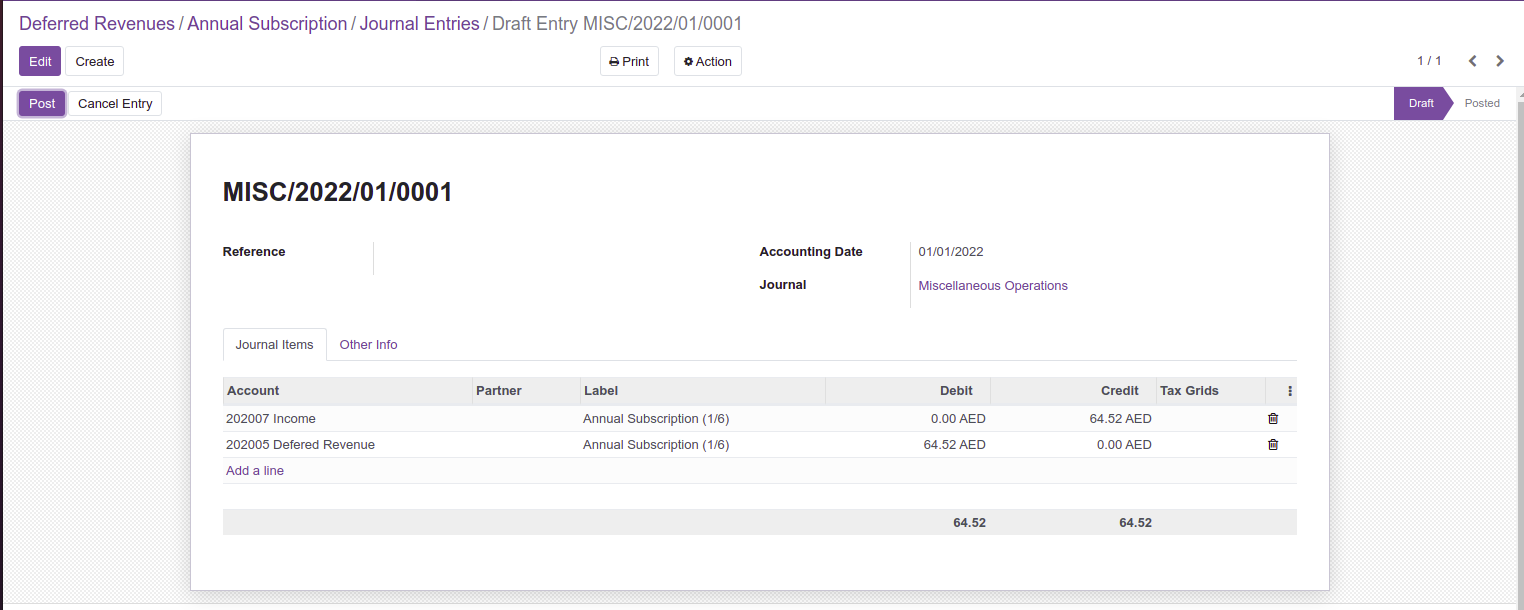 Deferred Revenues / Annual Subscription / Journal Entries / Draft Entry MISC/2022/01/0001
Edit Create Print Action 1 / 1
Post Cancel Entry Draft Posted
MISC/2022/01/0001
Reference Accounting Date 01/01/2022
Journal Miscellaneous Operations
Journal Items Other Info
Account Partner Label Debit Credit Tax Grids
202007 Income Annual Subscription (1/6) 0.00 AED 64.52 AED
202005 Defered Revenue Annual Subscription (1/6) 64.52 AED 0.00 AED
Add a line
64.52 64.52